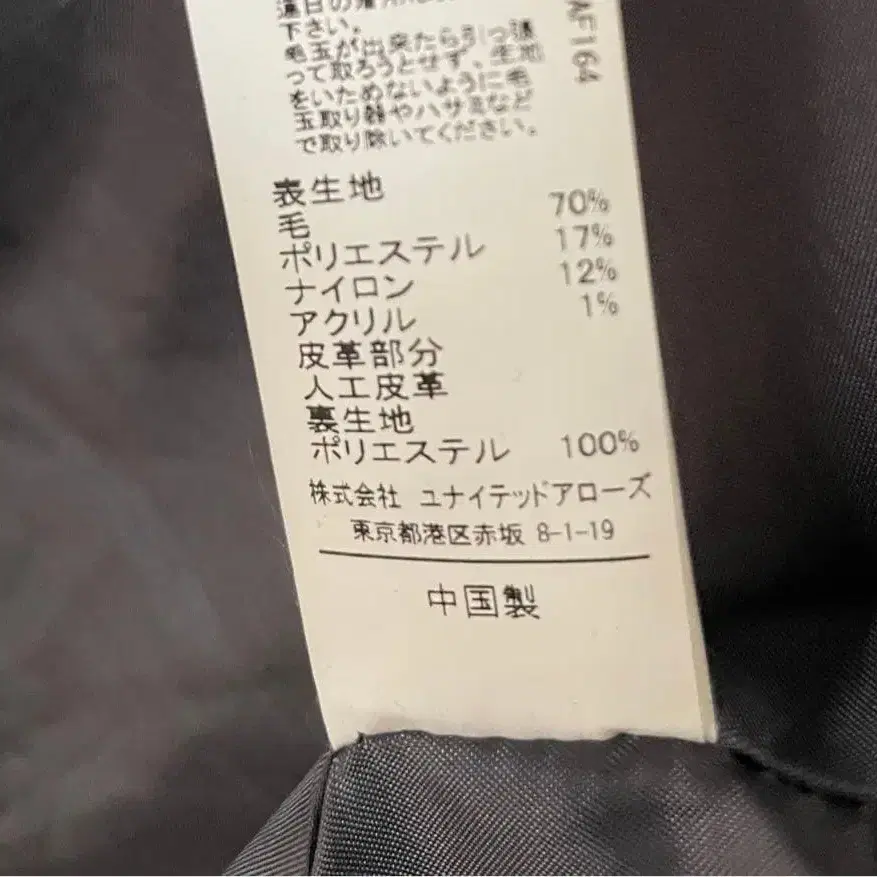 下さい。
毛玉が出来たら引っ張
って取ろうとせず、生地
をいためないように毛
玉取り器やハサミなど
で取り除いてください。
表生地
毛 70%
ポリエステル 17%
ナイロン 12%
アクリル 1%
皮革部分
人工皮革
裏生地
ポリエステル 100%
株式会社 ユナイテッドアローズ
東京都港区赤坂 8-1-19
中国製
AF164